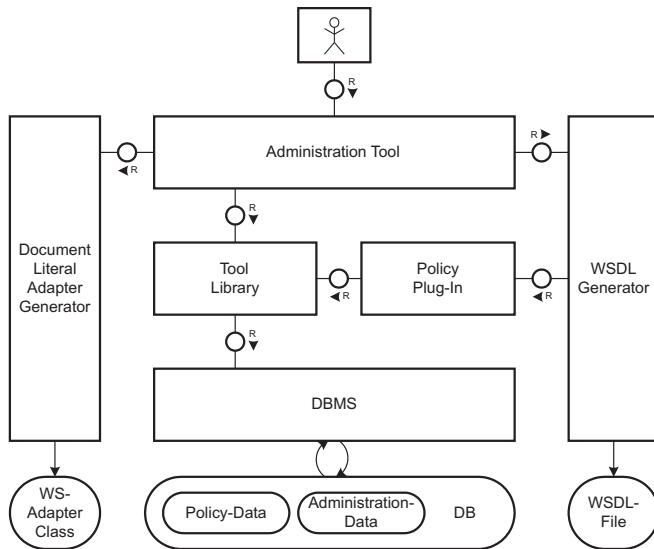 R
Administration Tool
R
R
R
Document
Literal
Adapter
Generator
Tool
Library
R
Policy
Plug-In
R
WSDL
Generator
R
DBMS
WS-
Adapter
Class
Policy-Data
Administration-
Data
DB
WSDL-
File